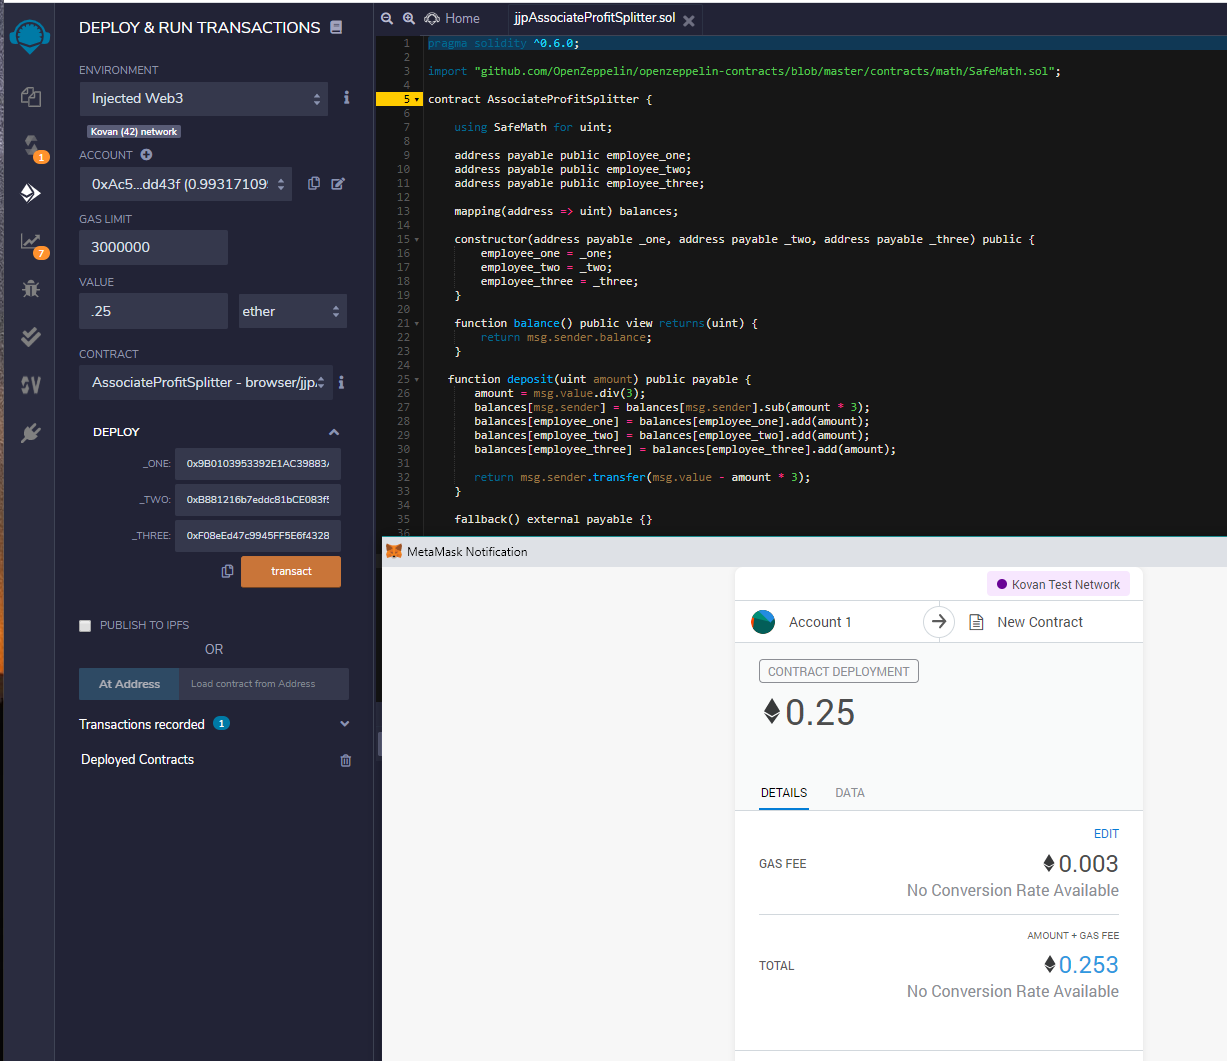 DEPLOY & RUN TRANSACTIONS
ENVIRONMENT
Injected Web3
Kovan (42) network
ACCOUNT
0xAc5...dd43f (0.99317109
GAS LIMIT
3000000
VALUE
.25
ether
CONTRACT
AssociateProfitSplitter - browser/jjp
DEPLOY
_ONE:
0x9B0103953392E1AC39883
_TWO:
0xB881216b7eddc81bCE083f5
_THREE:
0xF08eEd47c9945FF5E6f4328
transact
PUBLISH TO IPFS
OR
At Address
Load contract from Address
Transactions recorded 1
Deployed Contracts
1
7
Home
jjpAssociateProfitSplitter.sol
1 pragma solidity ^0.6.0;
2
3 import "github.com/OpenZeppelin/openzeppelin-contracts/blob/master/contracts/math/SafeMath.sol";
4
5 contract AssociateProfitSplitter {
6
7 using SafeMath for uint;
8
9 address payable public employee_one;
10 address payable public employee_two;
11 address payable public employee_three;
12
13 mapping(address => uint) balances;
14
15 constructor(address payable _one, address payable _two, address payable _three) public {
16 employee_one = _one;
17 employee_two = _two;
18 employee_three = _three;
19 }
20
21 function balance() public view returns(uint) {
22 return msg.sender.balance;
23 }
24
25 function deposit(uint amount) public payable {
26 amount = msg.value.div(3);
27 balances[msg.sender] = balances[msg.sender].sub(amount * 3);
28 balances[employee_one] = balances[employee_one].add(amount);
29 balances[employee_two] = balances[employee_two].add(amount);
30 balances[employee_three] = balances[employee_three].add(amount);
31
32 return msg.sender.transfer(msg.value - amount * 3);
33 }
34
35 fallback() external payable {}
36
MetaMask Notification
Kovan Test Network
Account 1
New Contract
CONTRACT DEPLOYMENT
0.25
DETAILS
DATA
EDIT
GAS FEE
0.003
No Conversion Rate Available
AMOUNT + GAS FEE
TOTAL
0.253
No Conversion Rate Available